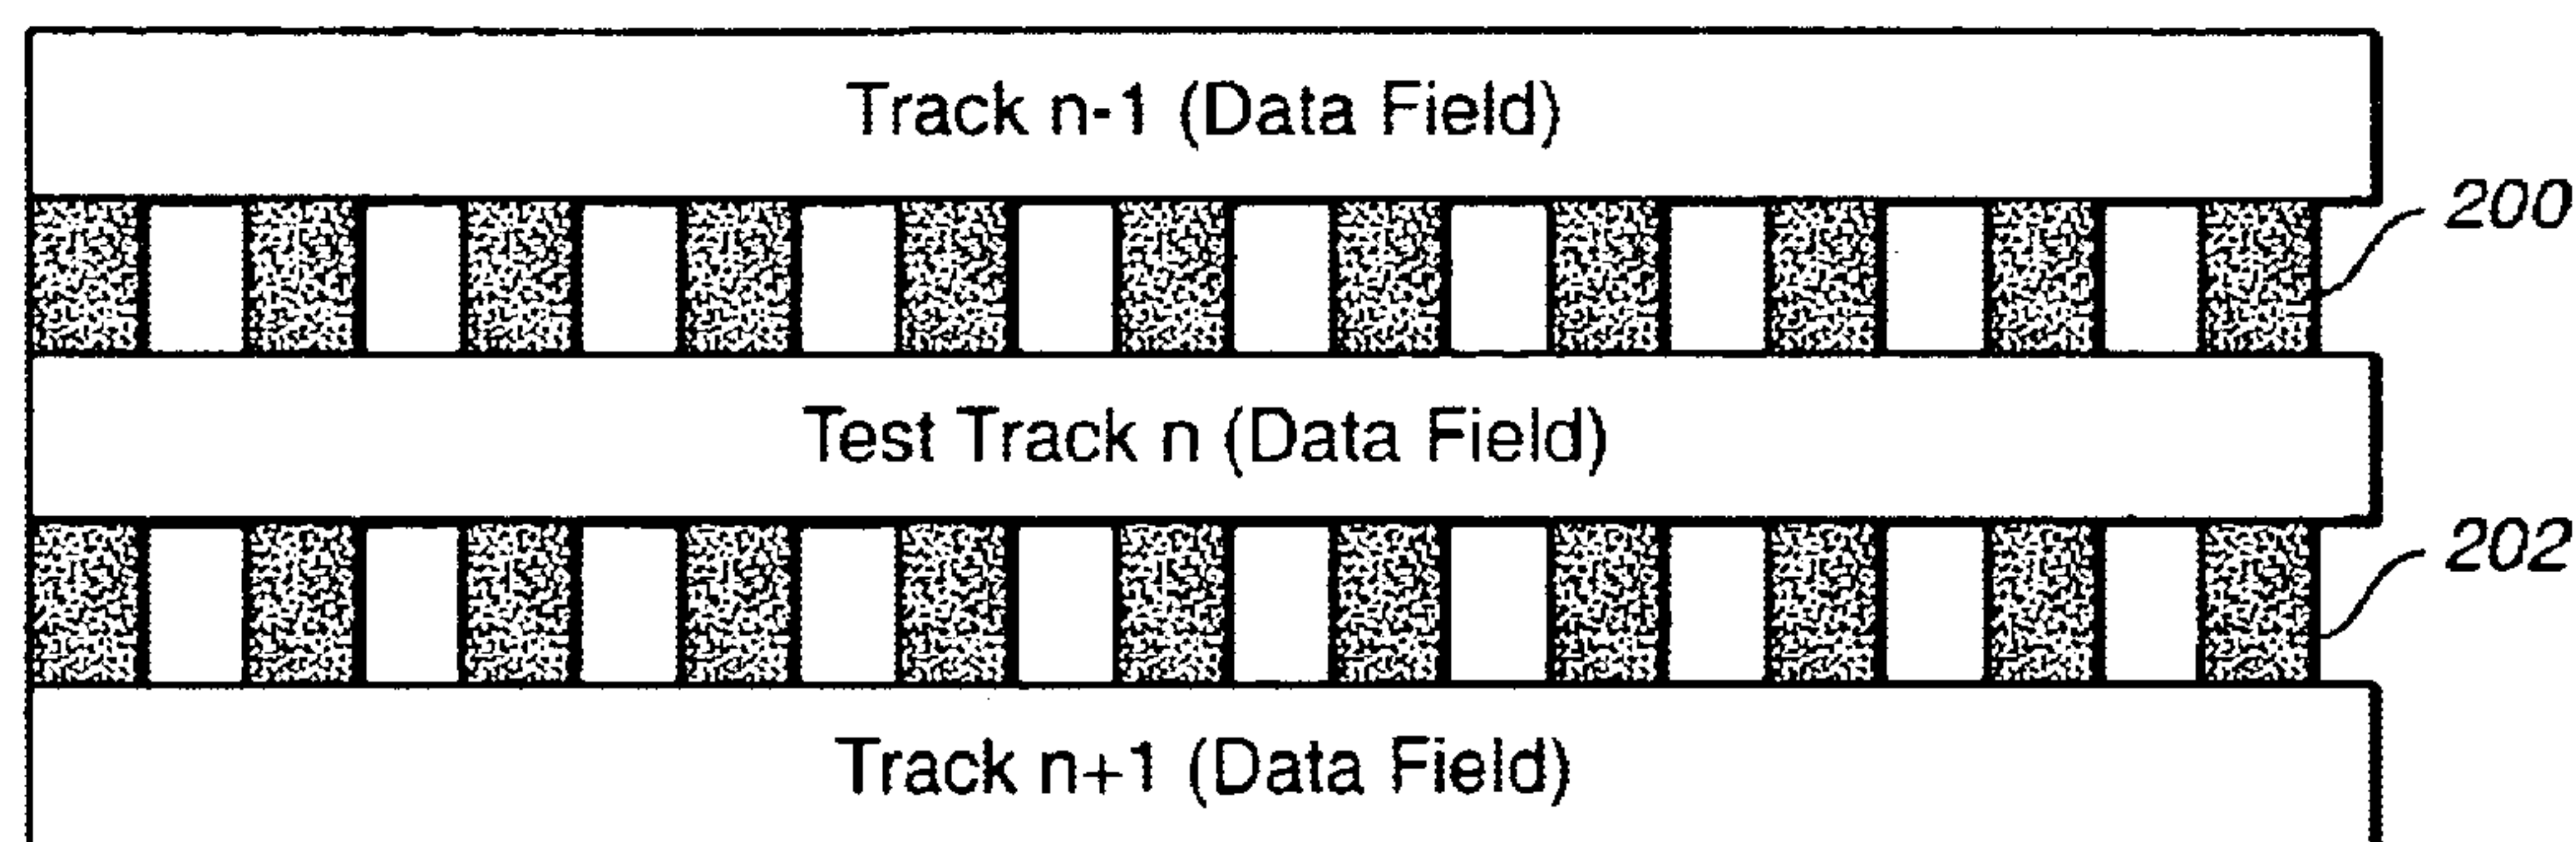 Track n-1 (Data Field)
200
Test Track n (Data Field)
202
Track n+1 (Data Field)